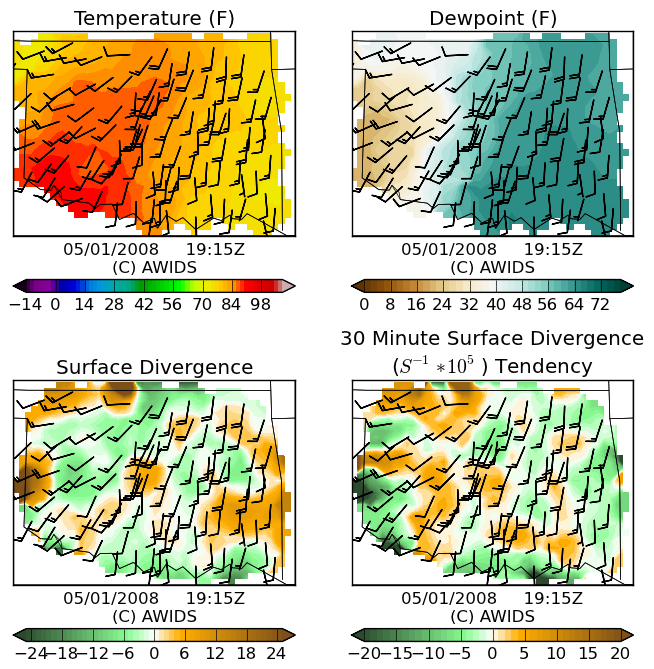 Temperature (F)
Dewpoint (F)
05/01/2008 19:15Z
(C) AWIDS
05/01/2008 19:15Z
(C) AWIDS
−14 0 14 28 42 56 70 84 98
0 8 16 24 32 40 48 56 64 72
Surface Divergence
30 Minute Surface Divergence
(S⁻¹ *10⁵ ) Tendency
05/01/2008 19:15Z
(C) AWIDS
05/01/2008 19:15Z
(C) AWIDS
−24 −18 −12 −6 0 6 12 18 24
−20 −15 −10 −5 0 5 10 15 20